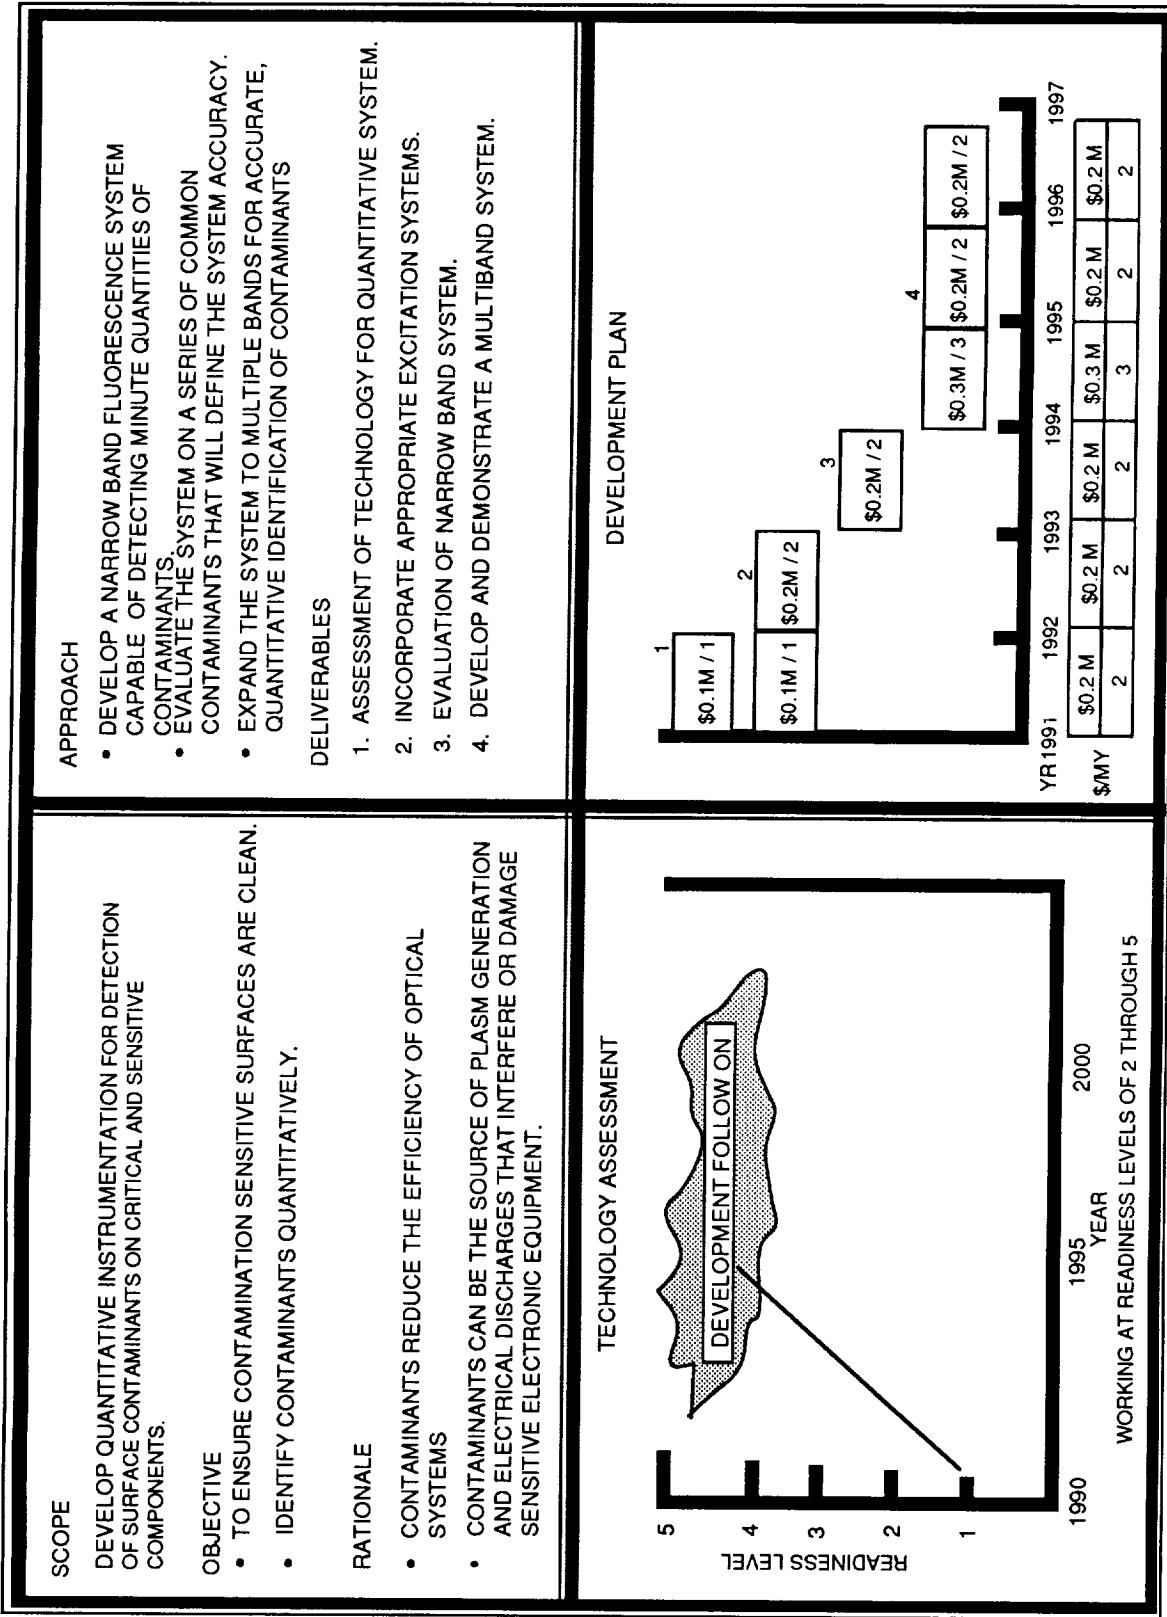 SCOPE
DEVELOP QUANTITATIVE INSTRUMENTATION FOR DETECTION
OF SURFACE CONTAMINANTS ON CRITICAL AND SENSITIVE
COMPONENTS.
OBJECTIVE
• TO ENSURE CONTAMINATION SENSITIVE SURFACES ARE CLEAN.
• IDENTIFY CONTAMINANTS QUANTITATIVELY.
RATIONALE
• CONTAMINANTS REDUCE THE EFFICIENCY OF OPTICAL
SYSTEMS
• CONTAMINANTS CAN BE THE SOURCE OF PLASM GENERATION
AND ELECTRICAL DISCHARGES THAT INTERFERE OR DAMAGE
SENSITIVE ELECTRONIC EQUIPMENT.
APPROACH
• DEVELOP A NARROW BAND FLUORESCENCE SYSTEM
CAPABLE OF DETECTING MINUTE QUANTITIES OF
CONTAMINANTS.
• EVALUATE THE SYSTEM ON A SERIES OF COMMON
CONTAMINANTS THAT WILL DEFINE THE SYSTEM ACCURACY.
• EXPAND THE SYSTEM TO MULTIPLE BANDS FOR ACCURATE,
QUANTITATIVE IDENTIFICATION OF CONTAMINANTS
DELIVERABLES
1. ASSESSMENT OF TECHNOLOGY FOR QUANTITATIVE SYSTEM.
2. INCORPORATE APPROPRIATE EXCITATION SYSTEMS.
3. EVALUATION OF NARROW BAND SYSTEM.
4. DEVELOP AND DEMONSTRATE A MULTIBAND SYSTEM.
TECHNOLOGY ASSESSMENT
READINESS LEVEL
5
4
3
2
1
DEVELOPMENT FOLLOW ON
1990 1995 2000
YEAR
WORKING AT READINESS LEVELS OF 2 THROUGH 5
DEVELOPMENT PLAN
1
$0.1M / 1
2
$0.1M / 1 $0.2M / 2
3
$0.2M / 2
4
$0.3M / 3 $0.2M / 2 $0.2M / 2
YR 1991 1992 1993 1994 1995 1996 1997
$/MY $0.2 M $0.2 M $0.2 M $0.3 M $0.2 M $0.2 M
2 2 2 3 2 2